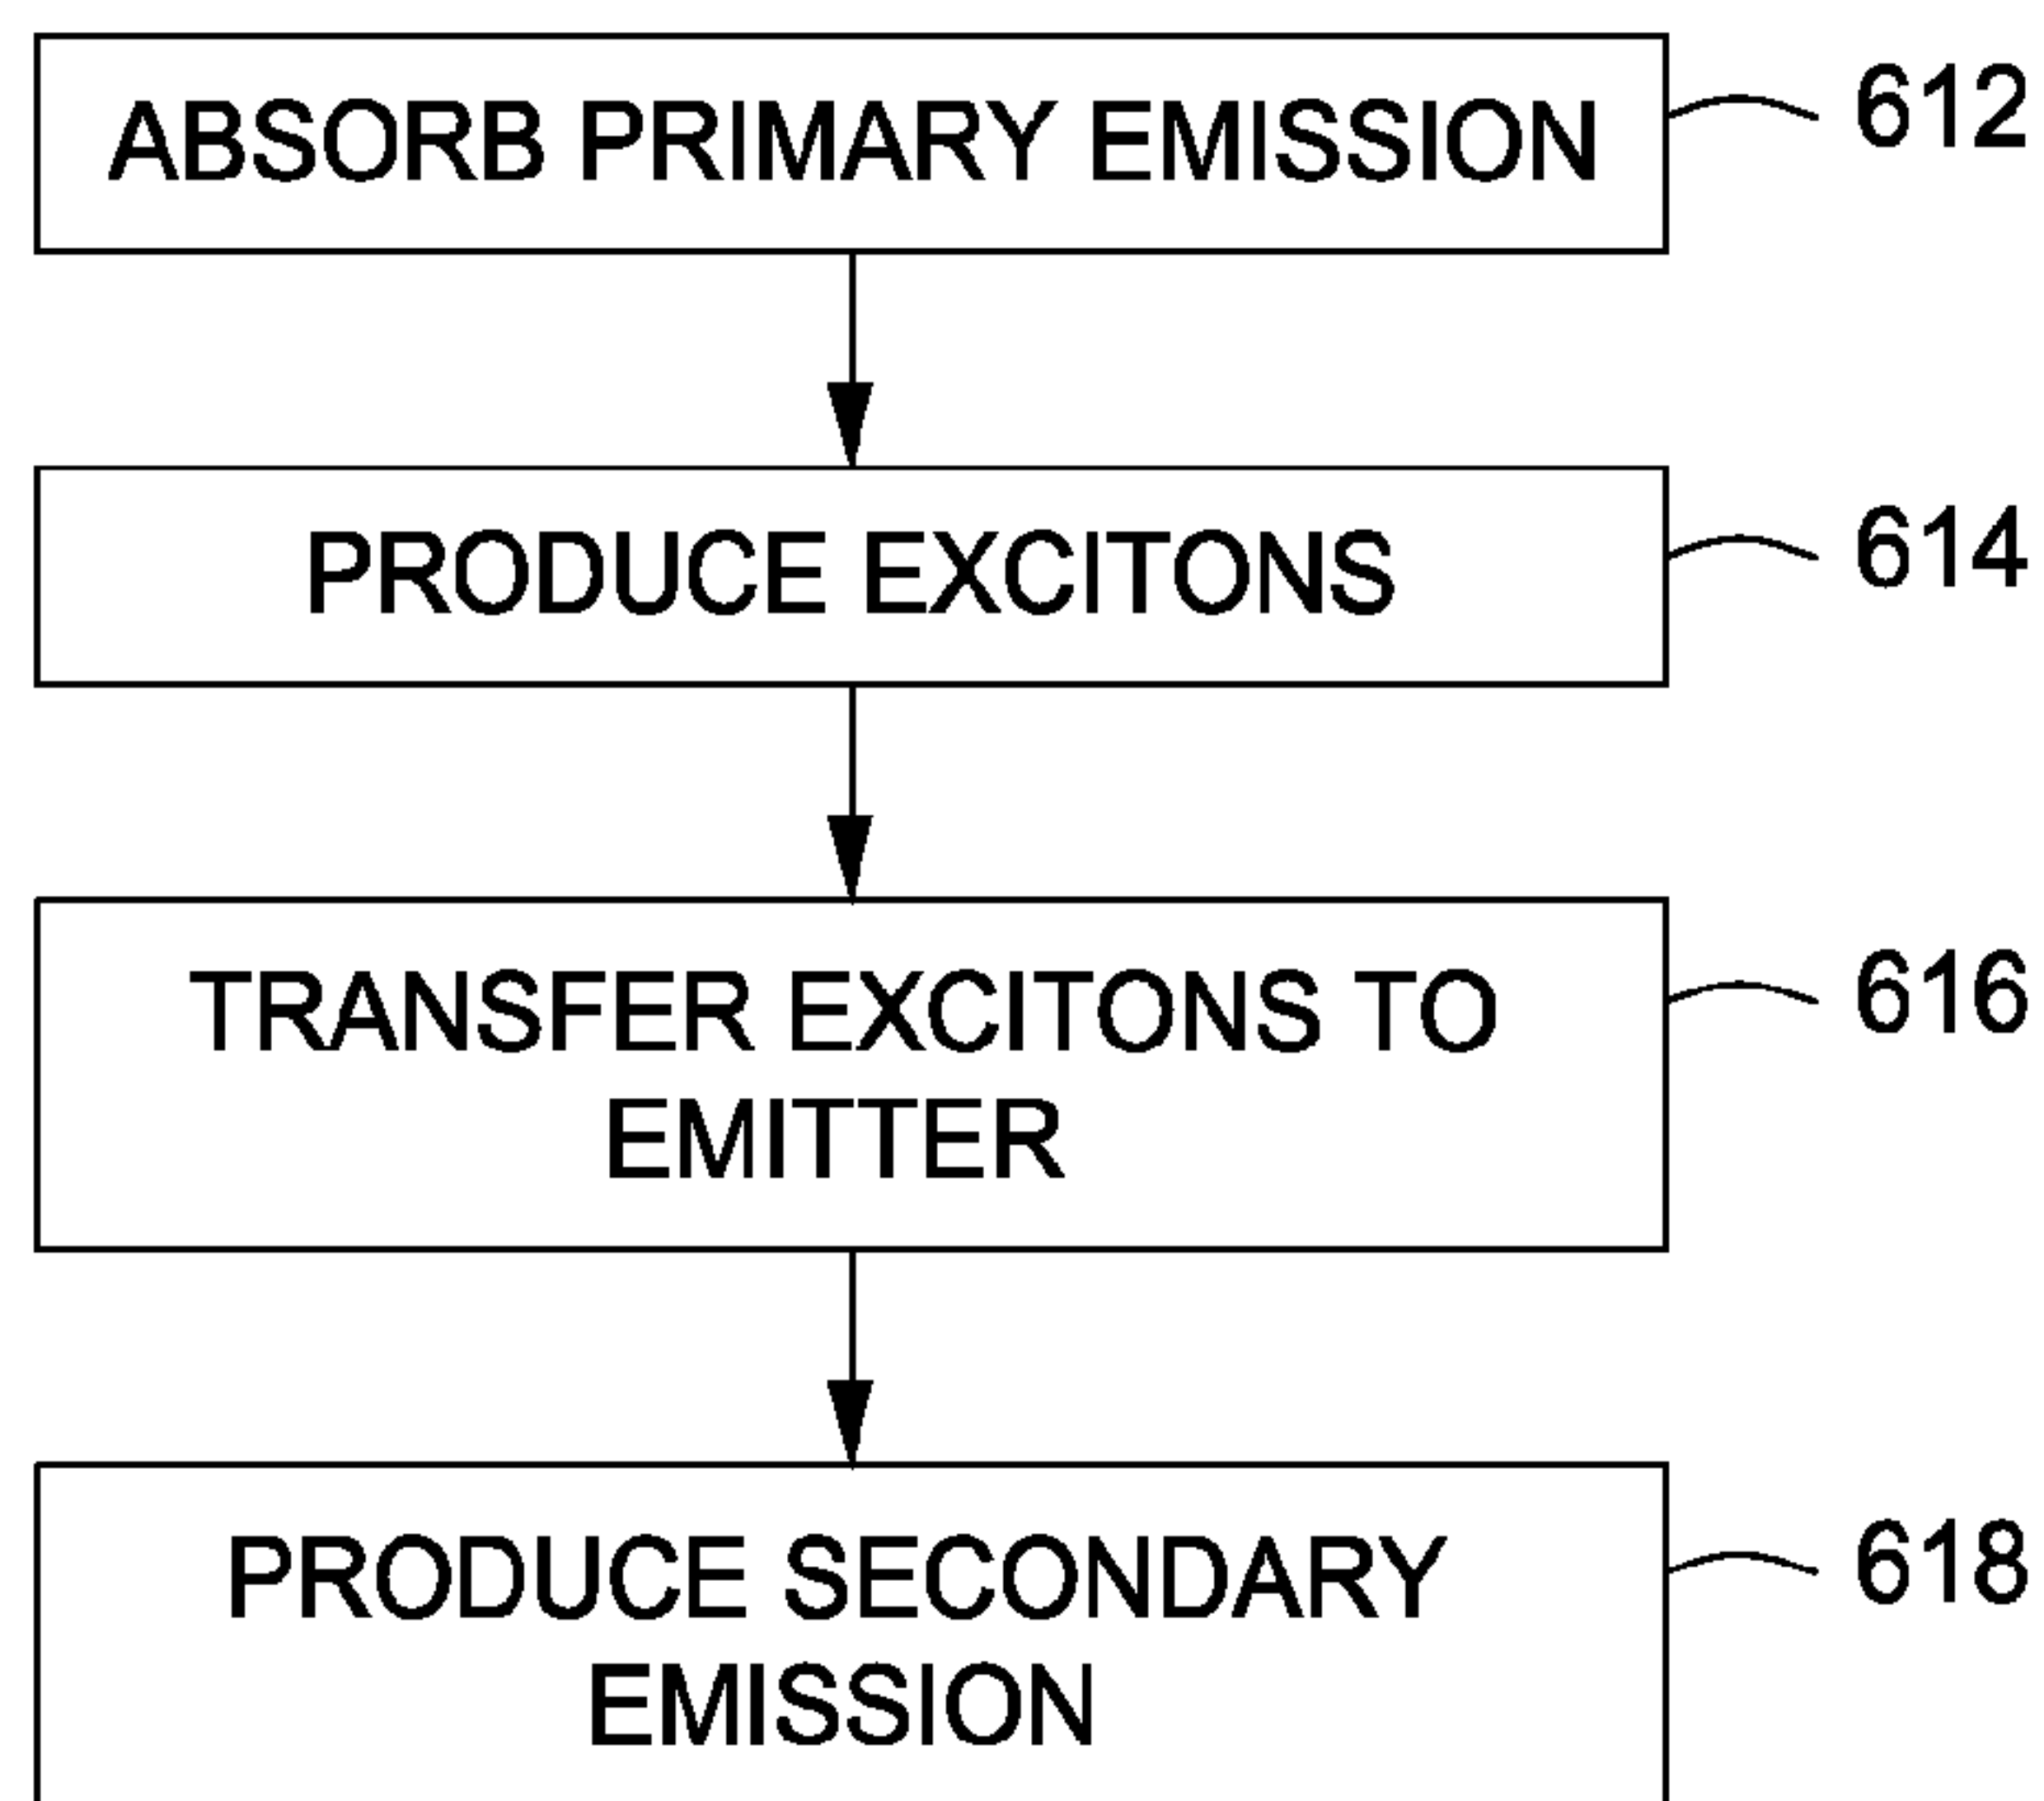 ABSORB PRIMARY EMISSION
612
PRODUCE EXCITONS
614
TRANSFER EXCITONS TO
EMITTER
616
PRODUCE SECONDARY
EMISSION
618